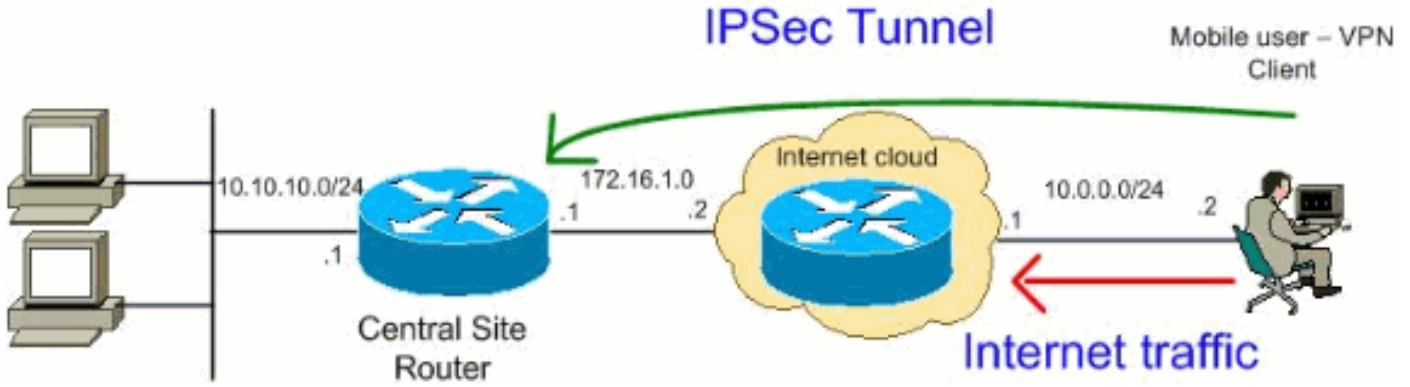 IPSec Tunnel
Mobile user – VPN
Client
Internet cloud
10.10.10.0/24
172.16.1.0
10.0.0.0/24
.1
.1
.2
.1
.2
Central Site
Router
Internet traffic